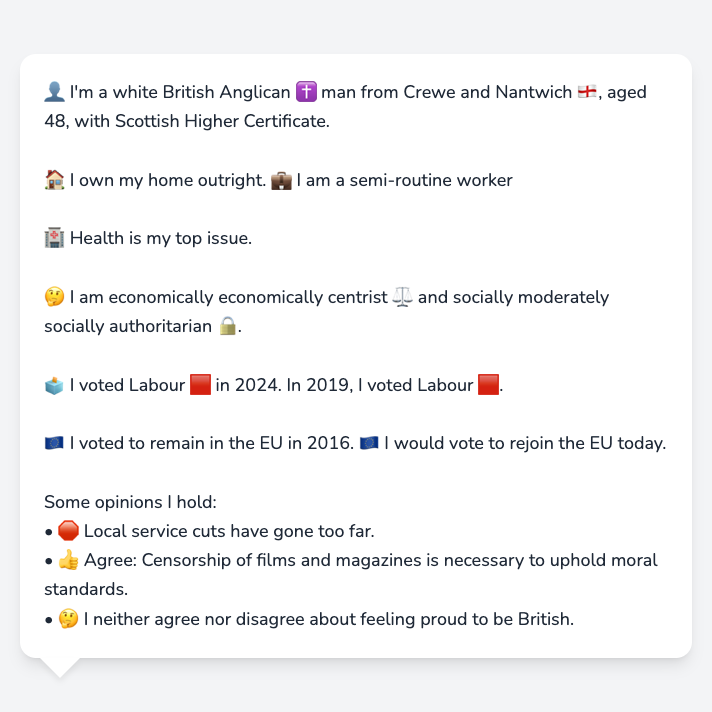 👤 I'm a white British Anglican ✝️ man from Crewe and Nantwich 🏴󠁧󠁢󠁥󠁮󠁧󠁿, aged
48, with Scottish Higher Certificate.
🏠 I own my home outright. 💼 I am a semi-routine worker
🏥 Health is my top issue.
🤔 I am economically economically centrist ⚖️ and socially moderately
socially authoritarian 🔒.
🗳️ I voted Labour 🟥 in 2024. In 2019, I voted Labour 🟥.
🇪🇺 I voted to remain in the EU in 2016. 🇪🇺 I would vote to rejoin the EU today.
Some opinions I hold:
• 🛑 Local service cuts have gone too far.
• 👍 Agree: Censorship of films and magazines is necessary to uphold moral
standards.
• 🤔 I neither agree nor disagree about feeling proud to be British.